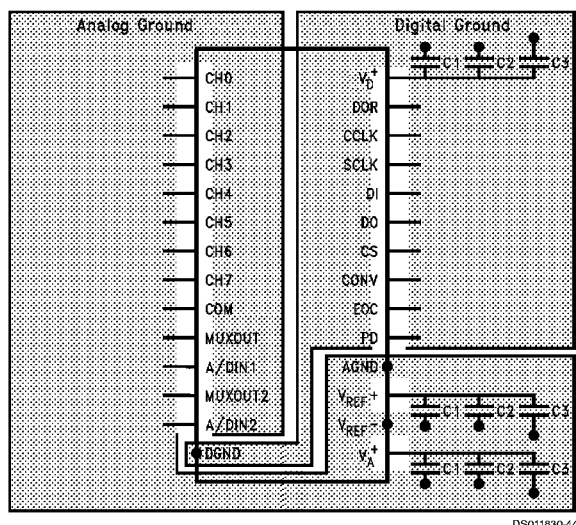 Analog Ground
Digital Ground
CH0
CH1
CH2
CH3
CH4
CH5
CH6
CH7
COM
MUXOUT
A/DIN1
MUXOUT2
A/DIN2
DGND
VD+
DOR
CCLK
SCLK
DI
DO
CS
CONV
EOC
PD
AGND
VREF+
VREF-
VA+
C1 C2 C3
C1 C2 C3
C1 C2 C3
DS011830-44